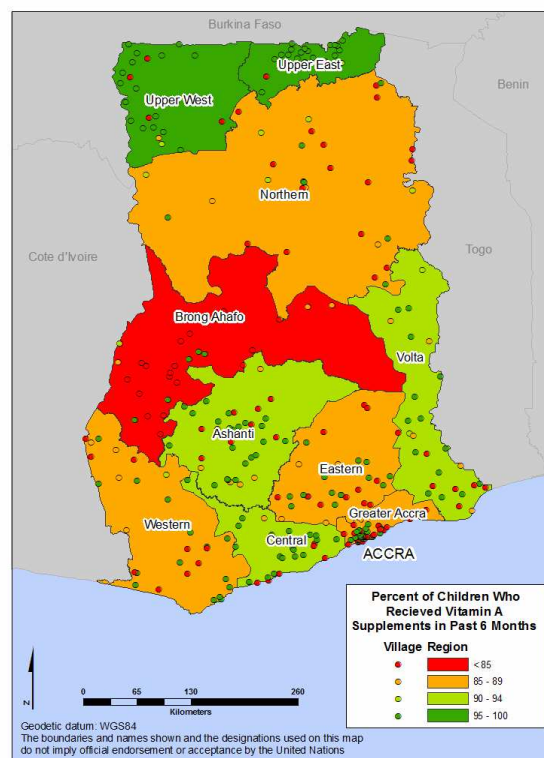 Burkina Faso
Upper East
Benin
Upper West
Northern
Togo
Cote d'Ivoire
Brong Ahafo
Volta
Ashanti
Eastern
Greater Accra
Western
Central
ACCRA
Percent of Children Who
Recieved Vitamin A
Supplements in Past 6 Months
Village Region
<85
85 - 89
90 - 94
95 - 100
N
0 65 130 260
Kilometers
Geodetic datum: WGS84
The boundaries and names shown and the designations used on this map
do not imply official endorsement or acceptance by the United Nations